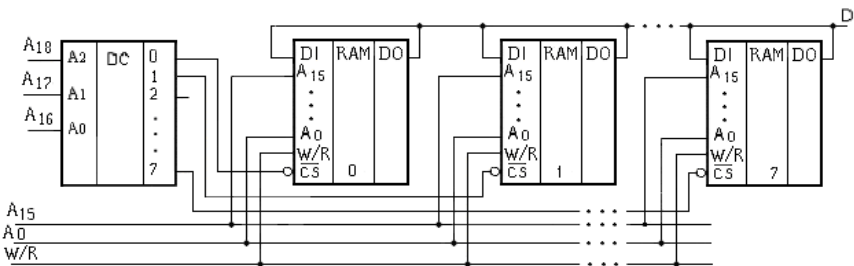 D
A18 A2 DC 0
1
A17 A1 2
A16 A0
7
DI RAM DO
A15
A0
W/R
CS 0
DI RAM DO
A15
A0
W/R
CS 1
DI RAM DO
A15
A0
W/R
CS 7
A15
A0
W/R